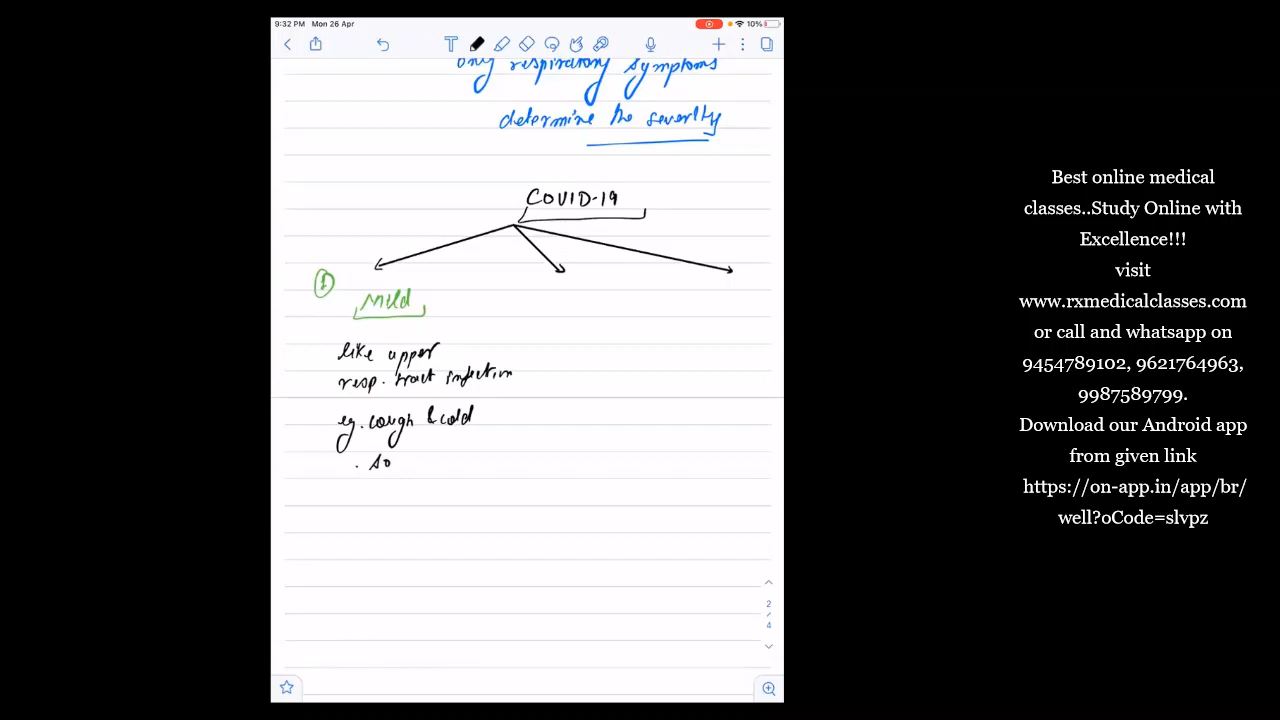 9:32 PM Mon 26 Apr
10%
only respiratory symptoms
determine the severity
COVID-19
1
Mild
like upper
resp. tract infection
eg. cough & cold
. so
2
4
Best online medical
classes..Study Online with
Excellence!!!
visit
www.rxmedicalclasses.com
or call and whatsapp on
9454789102, 9621764963,
9987589799.
Download our Android app
from given link
https://on-app.in/app/br/
well?oCode=slvpz